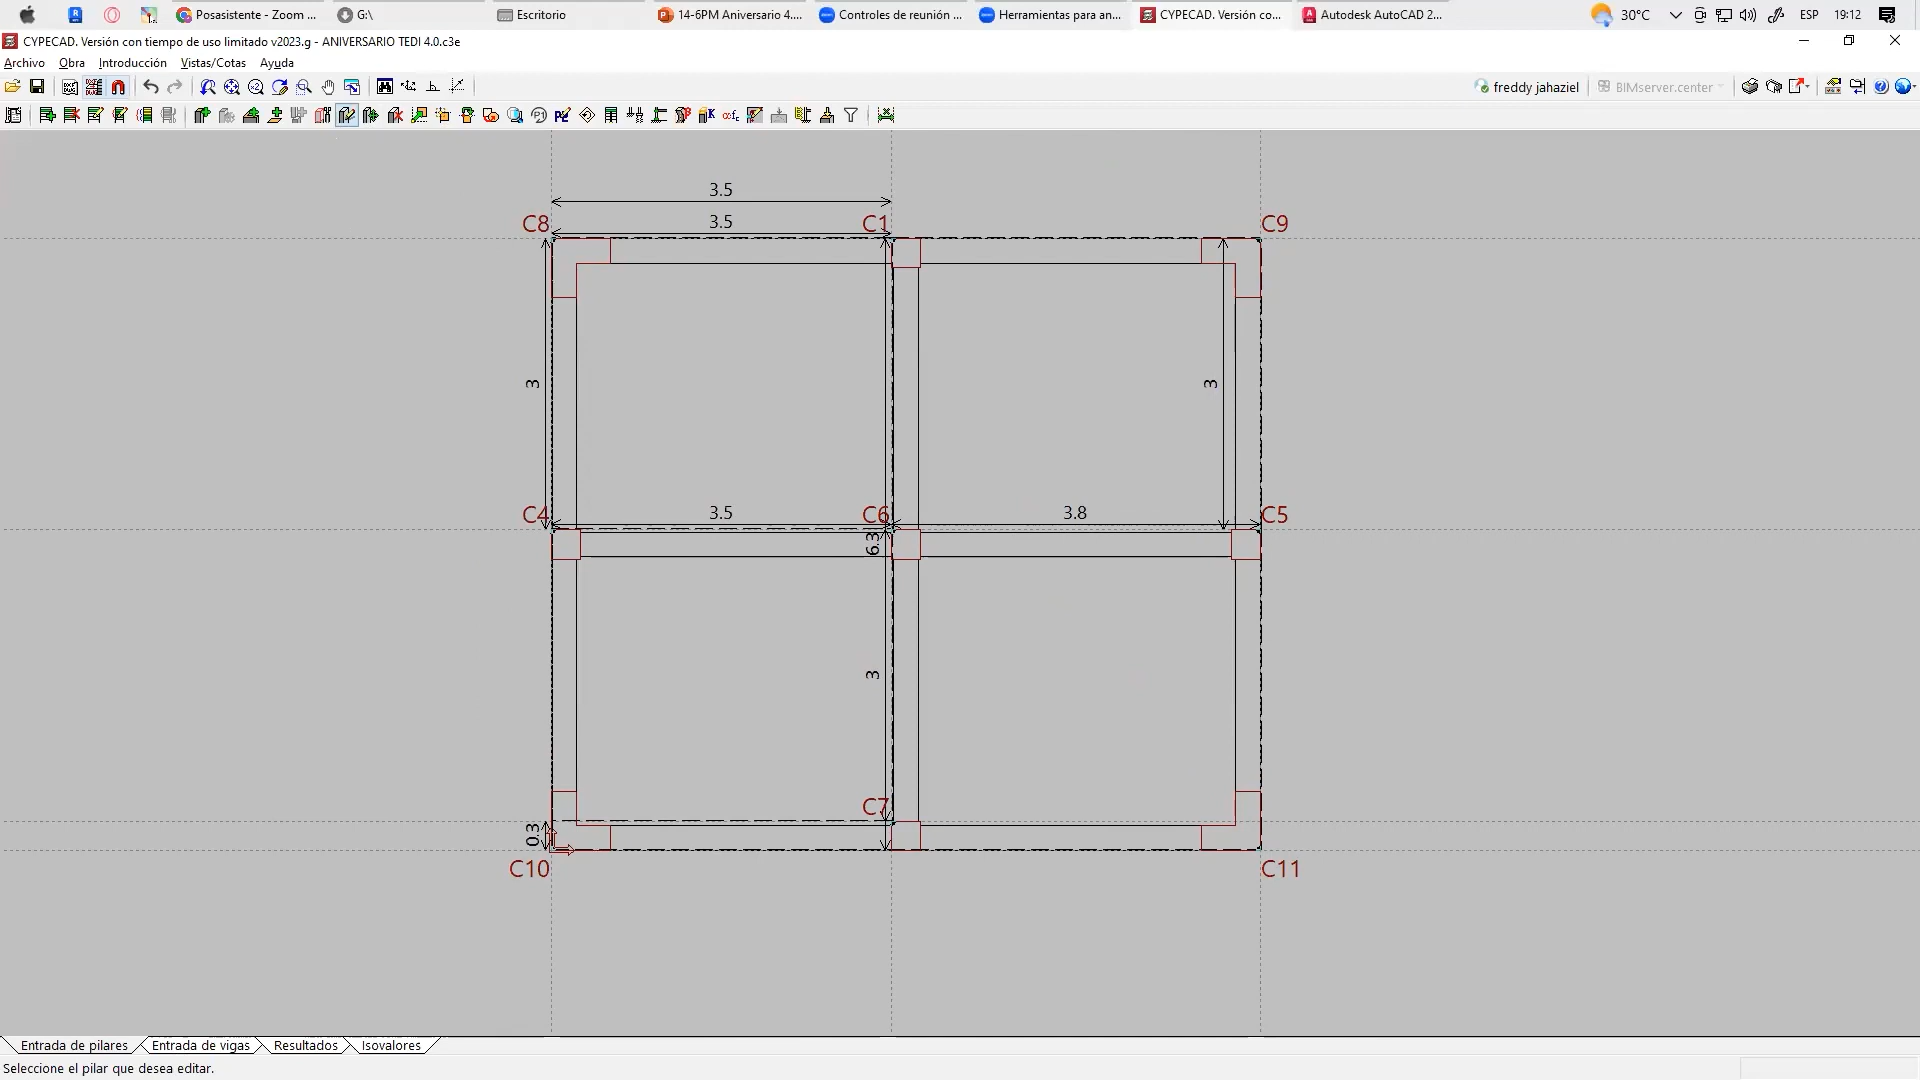 Posasistente - Zoom ...
G:\
Escritorio
14-6PM Aniversario 4....
Controles de reunión ...
Herramientas para an...
CYPECAD. Versión co...
Autodesk AutoCAD 2...
30°C
ESP
19:12
CYPECAD. Versión con tiempo de uso limitado v2023.g - ANIVERSARIO TEDI 4.0.c3e
Archivo Obra Introducción Vistas/Cotas Ayuda
freddy jahaziel
BIMserver.center
3.5
C8 3.5 C1 C9
3 3
C4 3.5 C6 3.8 C5
6.3
3
C7
0.3
C10 C11
Entrada de pilares Entrada de vigas Resultados Isovalores
Seleccione el pilar que desea editar.